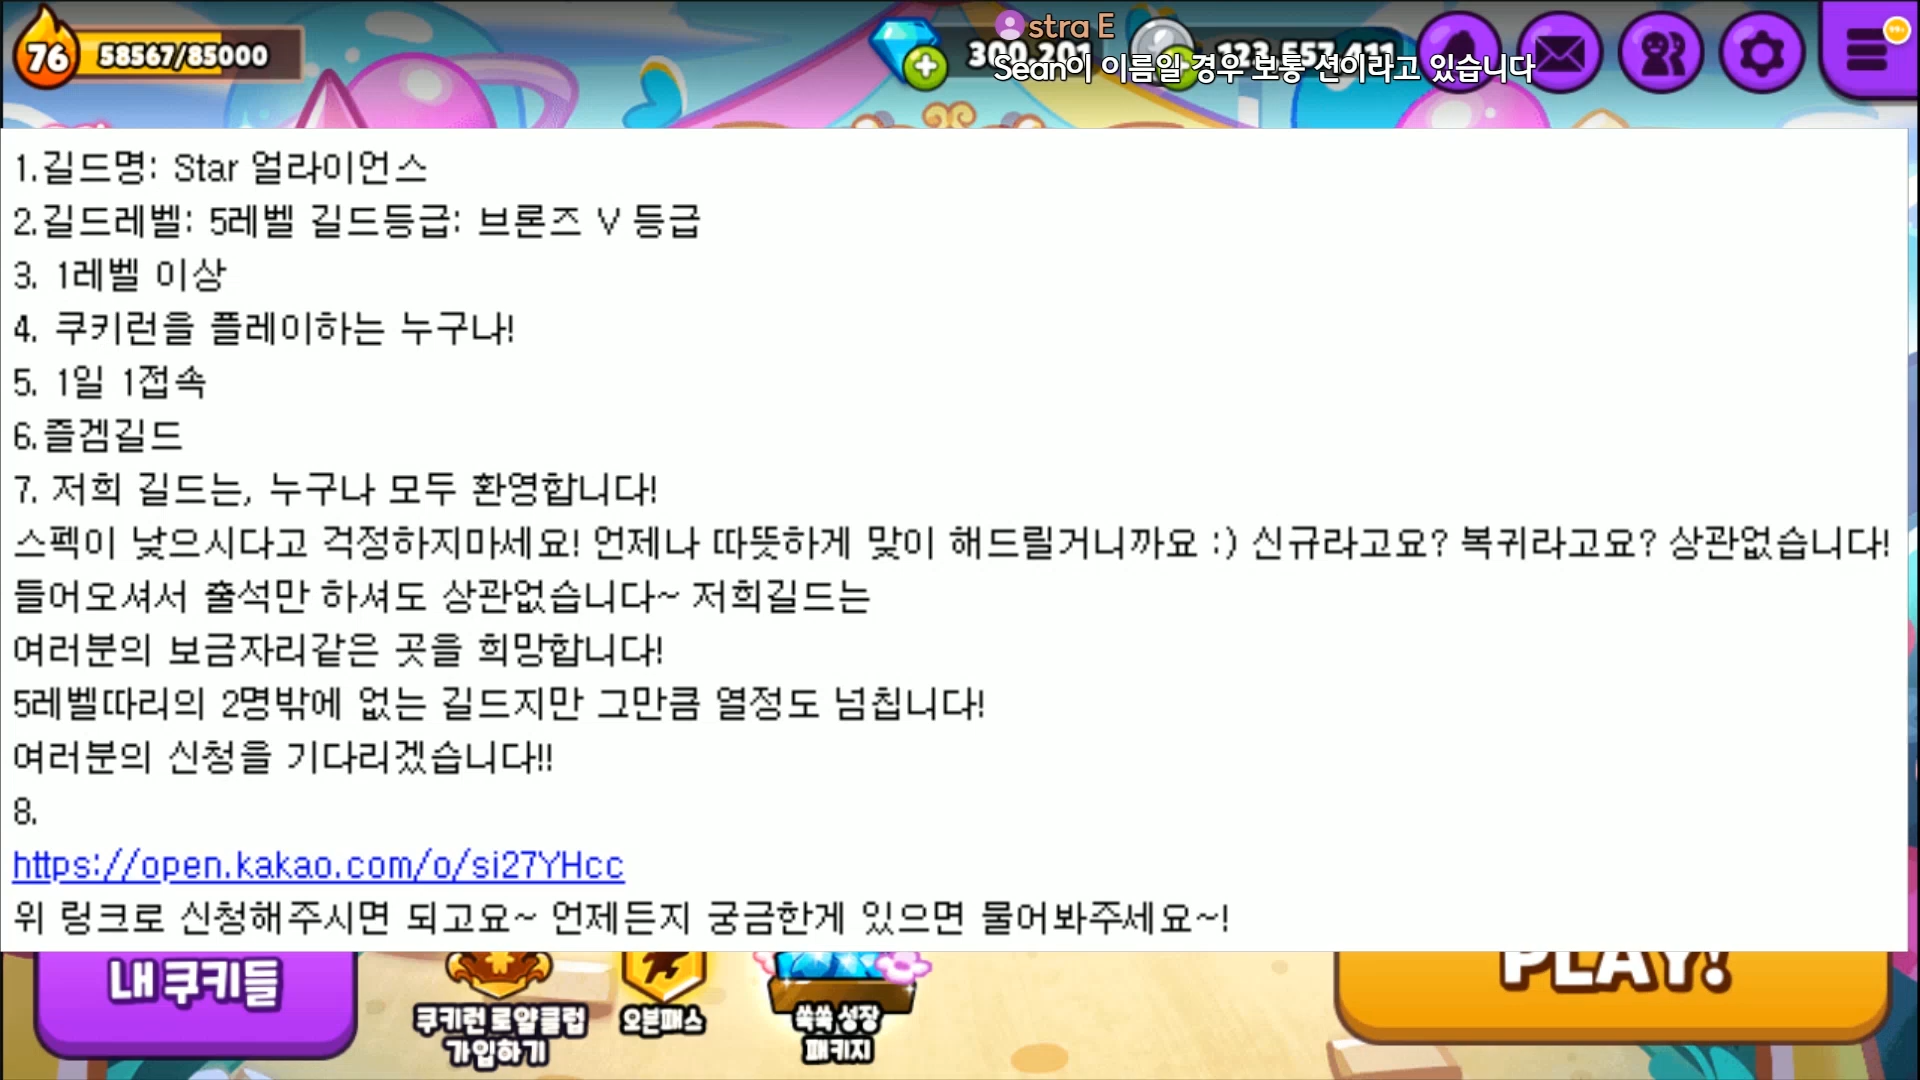 76
58567/85000
stra E
300,201
123,557,411
Sean이 이름일 경우 보통 션이라고 있습니다
1.길드명: Star 얼라이언스
2.길드레벨: 5레벨 길드등급: 브론즈 V 등급
3. 1레벨 이상
4. 쿠키런을 플레이하는 누구나!
5. 1일 1접속
6.즐겜길드
7. 저희 길드는, 누구나 모두 환영합니다!
스펙이 낮으시다고 걱정하지마세요! 언제나 따뜻하게 맞이 해드릴거니까요 :) 신규라고요? 복귀라고요? 상관없습니다!
들어오셔서 출석만 하셔도 상관없습니다~ 저희길드는
여러분의 보금자리같은 곳을 희망합니다!
5레벨따리의 2명밖에 없는 길드지만 그만큼 열정도 넘칩니다!
여러분의 신청을 기다리겠습니다!!
8.
https://open.kakao.com/o/si27YHcc
위 링크로 신청해주시면 되고요~ 언제든지 궁금한게 있으면 물어봐주세요~!
내 쿠키들
쿠키런 로얄클럽
가입하기
오븐패스
쑥쑥 성장
패키지
PLAY!